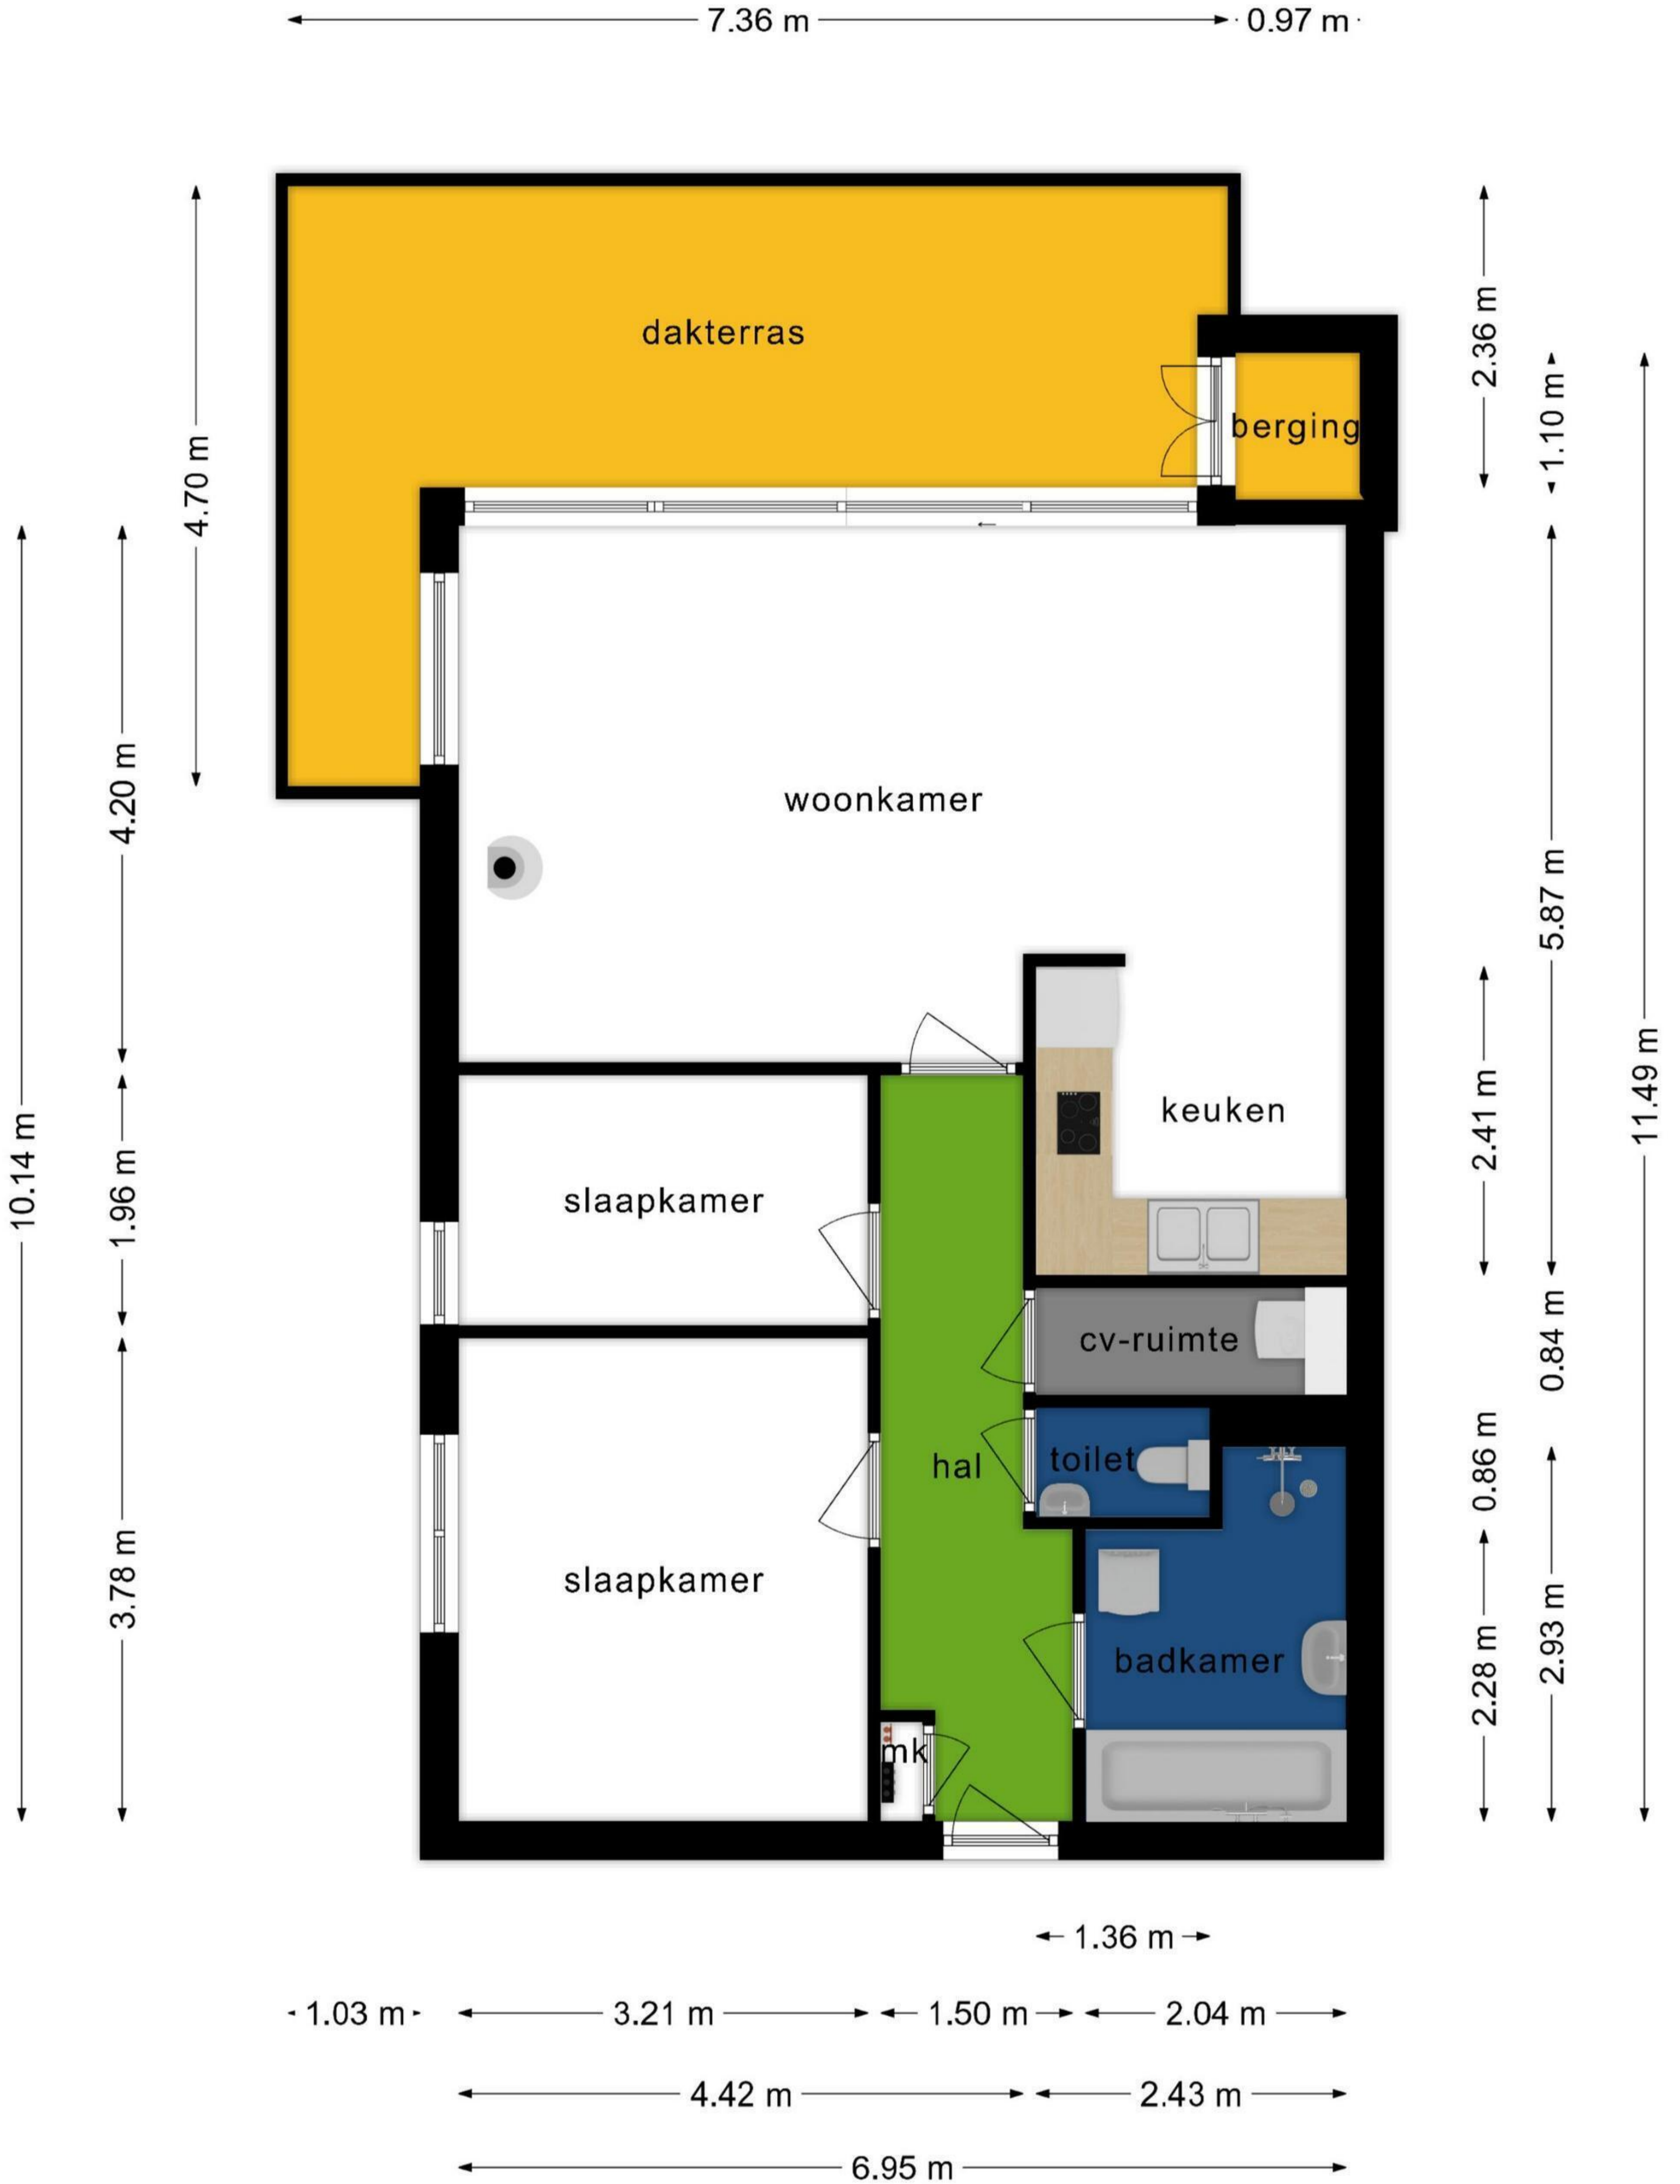 7.36 m 0.97 m
dakterras
2.36 m
berging
1.10 m
4.70 m
4.20 m
woonkamer
5.87 m
11.49 m
10.14 m
1.96 m
2.41 m
keuken
slaapkamer
cv-ruimte
0.84 m
toilet
hal
0.86 m
slaapkamer
3.78 m
badkamer
2.28 m
2.93 m
mk
1.36 m
1.03 m 3.21 m 1.50 m 2.04 m
4.42 m 2.43 m
6.95 m